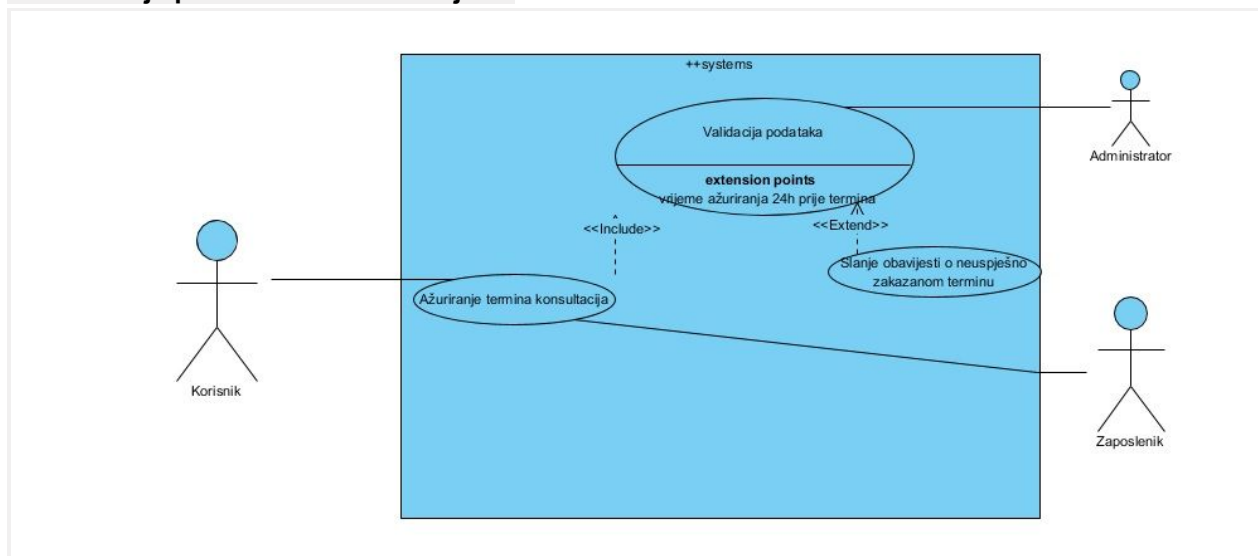 ++systems
Validacija podataka
Administrator
extension points
vrijeme ažuriranja 24h prije termina
<<Include>>
<<Extend>>
Slanje obavijesti o neuspješno
zakazanom terminu
Ažuriranje termina konsultacija
Korisnik
Zaposlenik